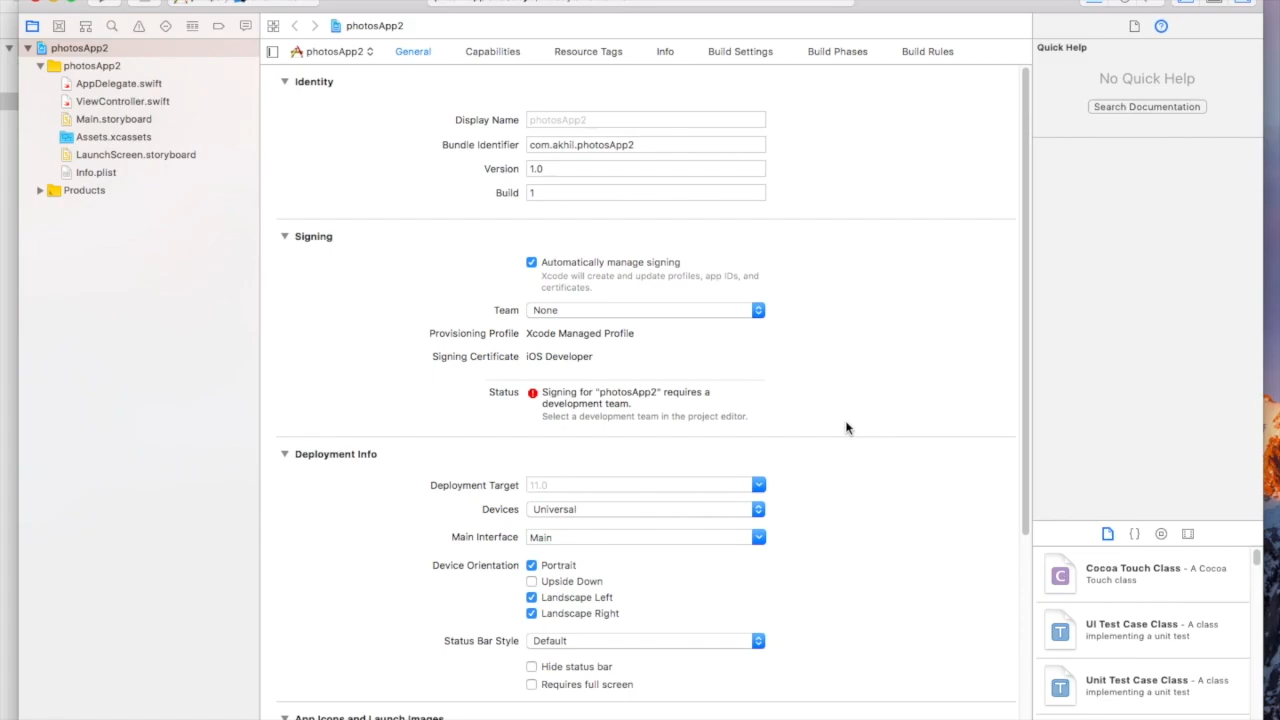 photosApp2
photosApp2
General
Capabilities
Resource Tags
Info
Build Settings
Build Phases
Build Rules
photosApp2
photosApp2
AppDelegate.swift
ViewController.swift
Main.storyboard
Assets.xcassets
LaunchScreen.storyboard
Info.plist
Products
Identity
Display Name photosApp2
Bundle Identifier com.akhil.photosApp2
Version 1.0
Build 1
Signing
Automatically manage signing
Xcode will create and update profiles, app IDs, and
certificates.
Team None
Provisioning Profile Xcode Managed Profile
Signing Certificate iOS Developer
Status Signing for "photosApp2" requires a
development team.
Select a development team in the project editor.
Deployment Info
Deployment Target 11.0
Devices Universal
Main Interface Main
Device Orientation Portrait
Upside Down
Landscape Left
Landscape Right
Status Bar Style Default
Hide status bar
Requires full screen
App Icons and Launch Images
Quick Help
No Quick Help
Search Documentation
{}
C
Cocoa Touch Class - A Cocoa
Touch class
T
UI Test Case Class - A class
implementing a unit test
T
Unit Test Case Class - A class
implementing a unit test